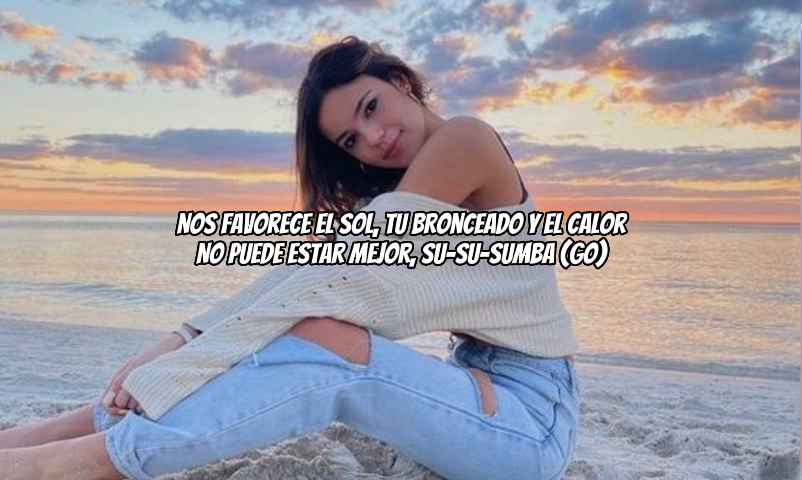 NOS FAVORECE EL SOL, TU BRONCEADO Y EL CALOR
NO PUEDE ESTAR MEJOR, SU-SU-SUMBA (GO)